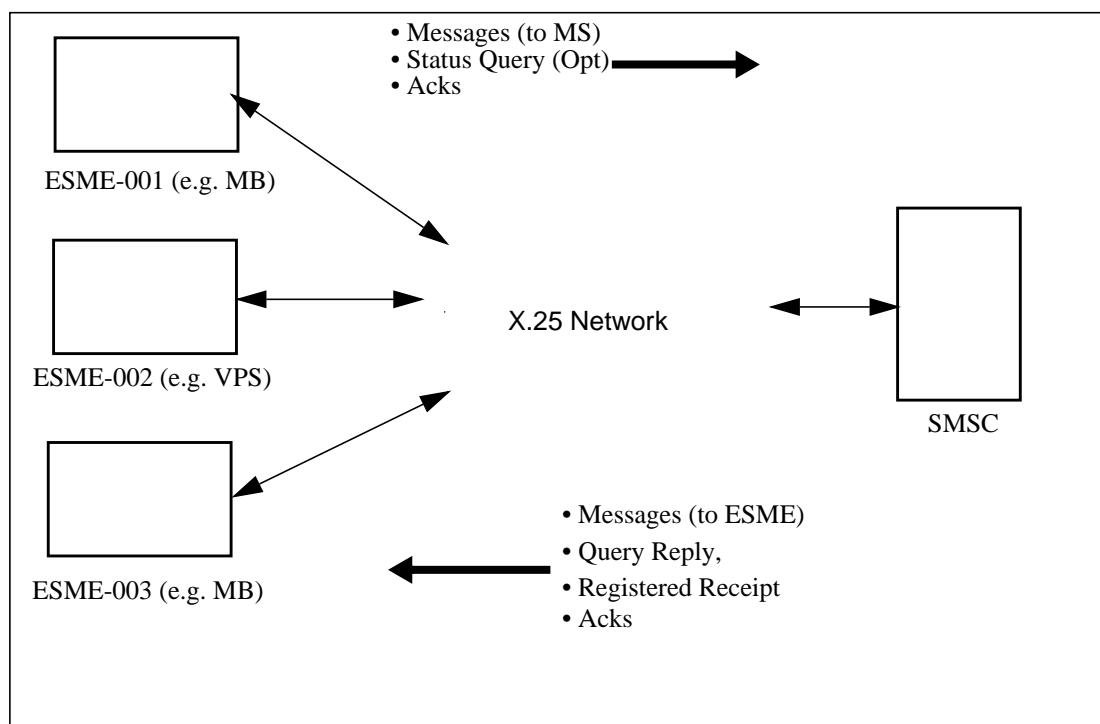 • Messages (to MS)
• Status Query (Opt)
• Acks
ESME-001 (e.g. MB)
ESME-002 (e.g. VPS)
X.25 Network
SMSC
ESME-003 (e.g. MB)
• Messages (to ESME)
• Query Reply,
• Registered Receipt
• Acks